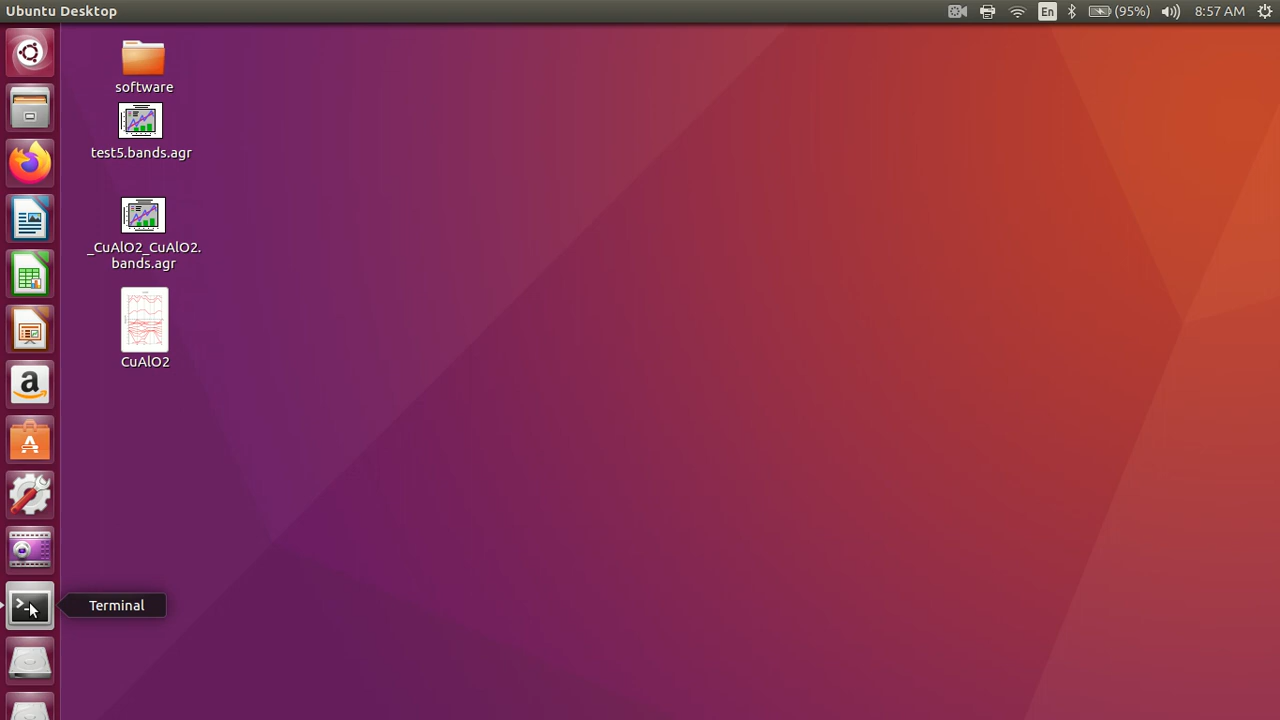 Ubuntu Desktop
En
(95%)
8:57 AM
software
test5.bands.agr
_CuAlO2_CuAlO2.
bands.agr
CuAlO2
Terminal